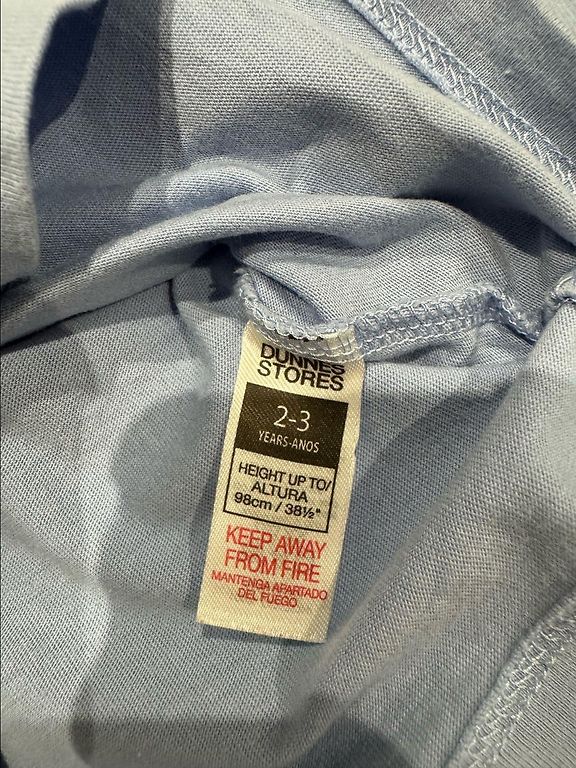 DUNNES
STORES
2-3
YEARS-ANOS
HEIGHT UP TO/
ALTURA
98cm / 38½"
KEEP AWAY
FROM FIRE
MANTENGA APARTADO
DEL FUEGO